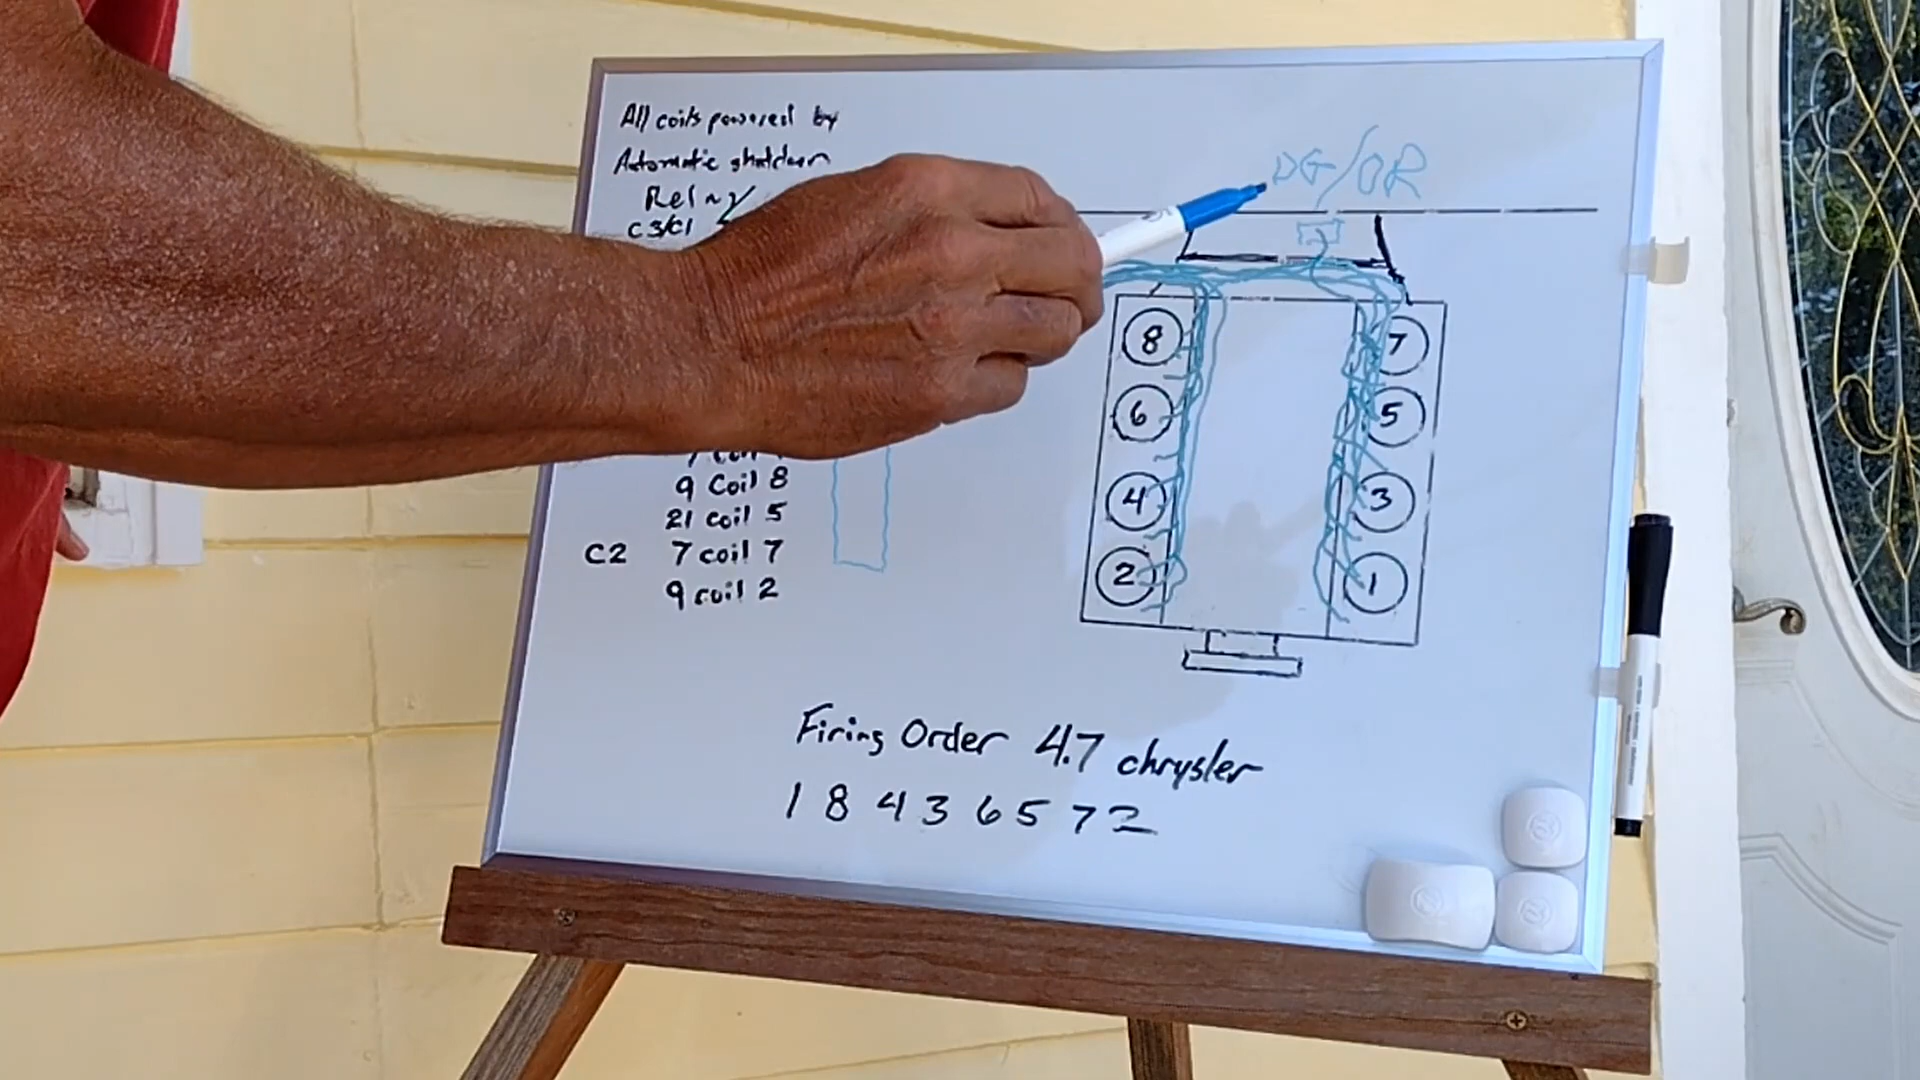 All coils powered by
Automatic shutdown
Relay
C3/C1
DG/OR
9 Coil 8
21 coil 5
C2 7 coil 7
9 coil 2
8 7
6 5
4 3
2 1
Firing Order 4.7 chrysler
1 8 4 3 6 5 7 2